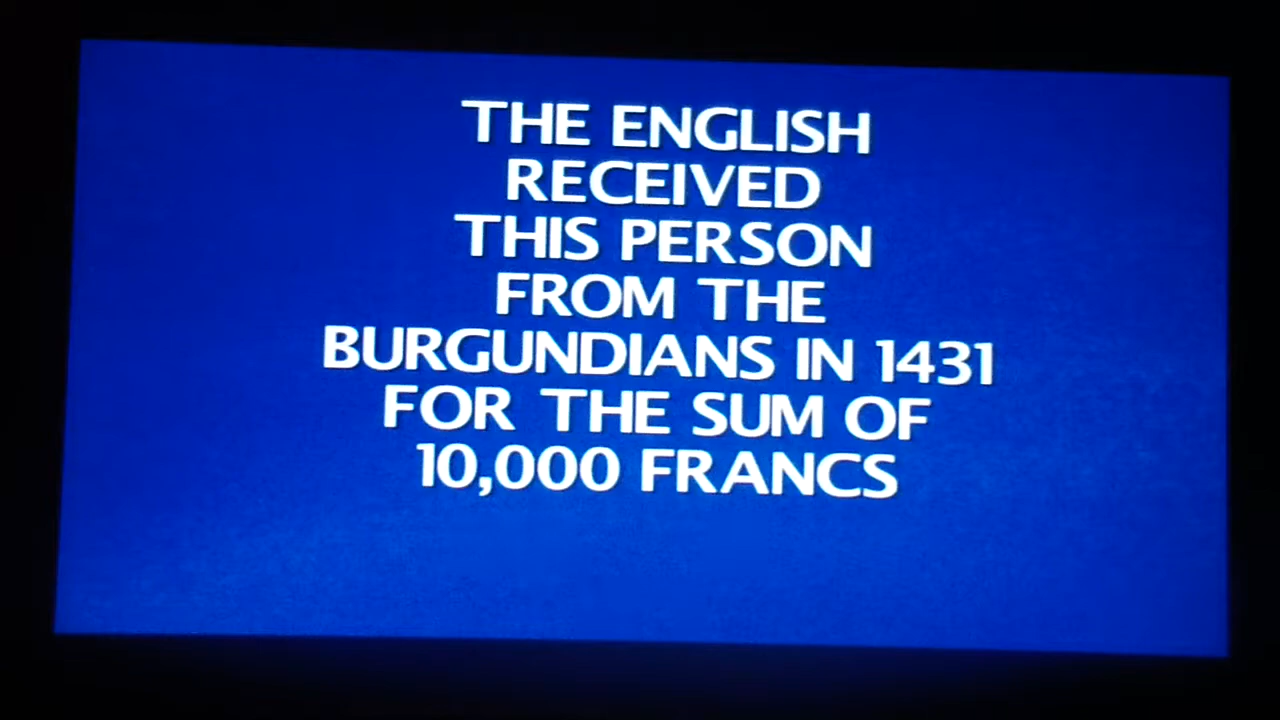 THE ENGLISH
RECEIVED
THIS PERSON
FROM THE
BURGUNDIANS IN 1431
FOR THE SUM OF
10,000 FRANCS